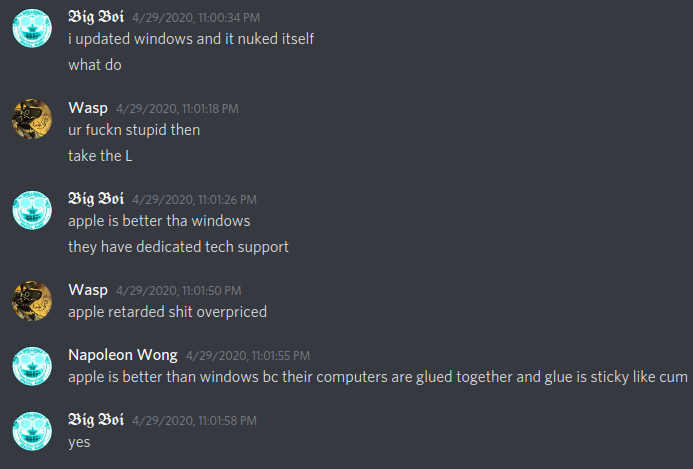 𝕭𝖎𝖌 𝕭𝖔𝖎 4/29/2020, 11:00:34 PM
i updated windows and it nuked itself
what do
Wasp 4/29/2020, 11:01:18 PM
ur fuckn stupid then
take the L
𝕭𝖎𝖌 𝕭𝖔𝖎 4/29/2020, 11:01:26 PM
apple is better tha windows
they have dedicated tech support
Wasp 4/29/2020, 11:01:50 PM
apple retarded shit overpriced
Napoleon Wong 4/29/2020, 11:01:55 PM
apple is better than windows bc their computers are glued together and glue is sticky like cum
𝕭𝖎𝖌 𝕭𝖔𝖎 4/29/2020, 11:01:58 PM
yes